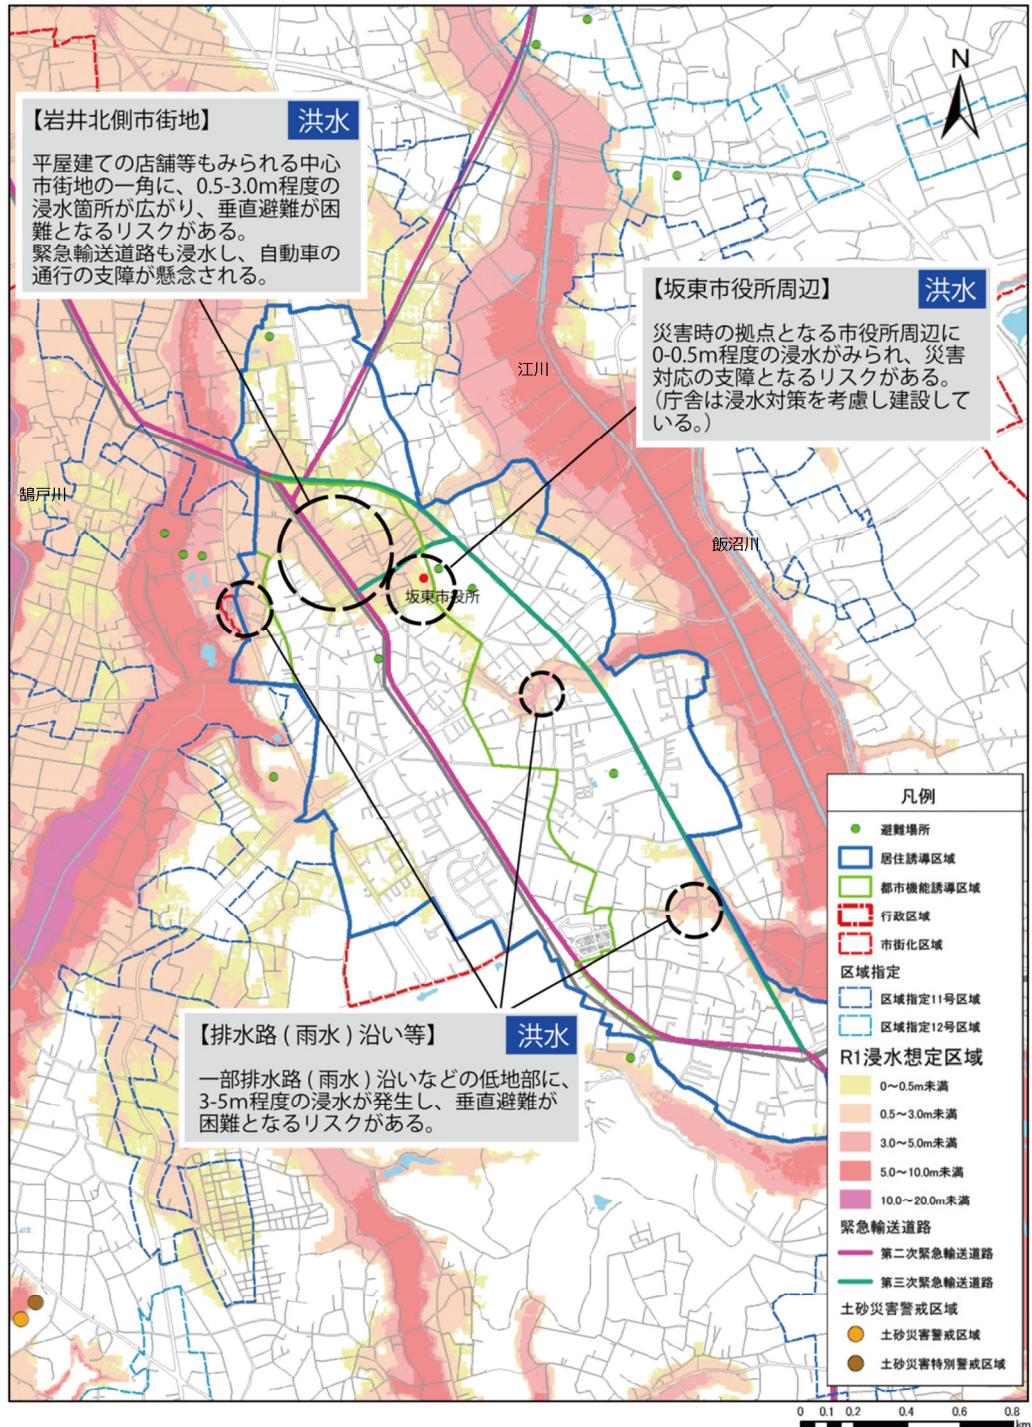 N
【岩井北側市街地】
洪水
平屋建ての店舗等もみられる中心
市街地の一角に、0.5-3.0m程度の
浸水箇所が広がり、垂直避難が困
難となるリスクがある。
緊急輸送道路も浸水し、自動車の
通行の支障が懸念される。
【坂東市役所周辺】
洪水
災害時の拠点となる市役所周辺に
0-0.5m程度の浸水がみられ、災害
対応の支障となるリスクがある。
(庁舎は浸水対策を考慮し建設して
いる。)
江川
鵠戸川
飯沼川
坂東市役所
【排水路(雨水)沿い等】
洪水
一部排水路(雨水)沿いなどの低地部に、
3-5m程度の浸水が発生し、垂直避難が
困難となるリスクがある。
凡例
避難場所
居住誘導区域
都市機能誘導区域
行政区域
市街化区域
区域指定
区域指定11号区域
区域指定12号区域
R1浸水想定区域
0～0.5m未満
0.5～3.0m未満
3.0～5.0m未満
5.0～10.0m未満
10.0～20.0m未満
緊急輸送道路
第二次緊急輸送道路
第三次緊急輸送道路
土砂災害警戒区域
土砂災害警戒区域
土砂災害特別警戒区域
0 0.1 0.2 0.4 0.6 0.8
km